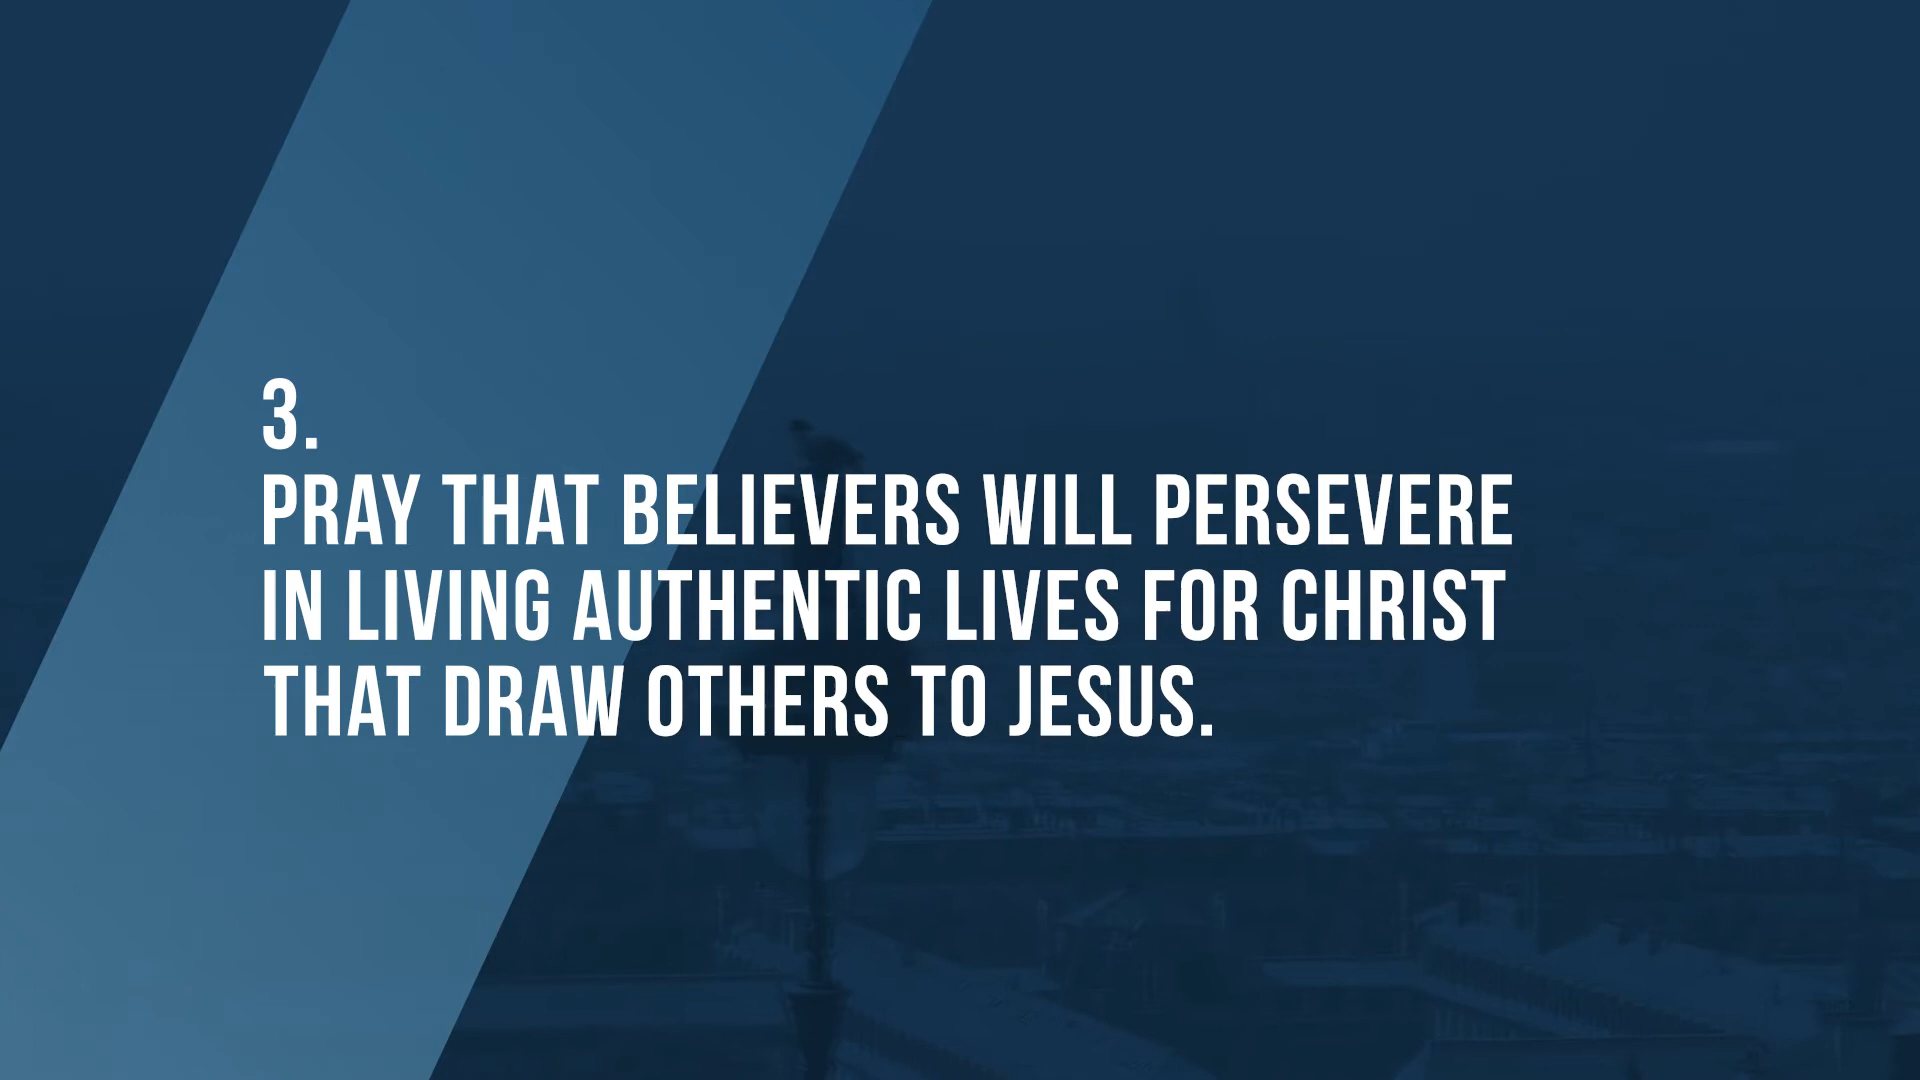 3.
PRAY THAT BELIEVERS WILL PERSEVERE
IN LIVING AUTHENTIC LIVES FOR CHRIST
THAT DRAW OTHERS TO JESUS.